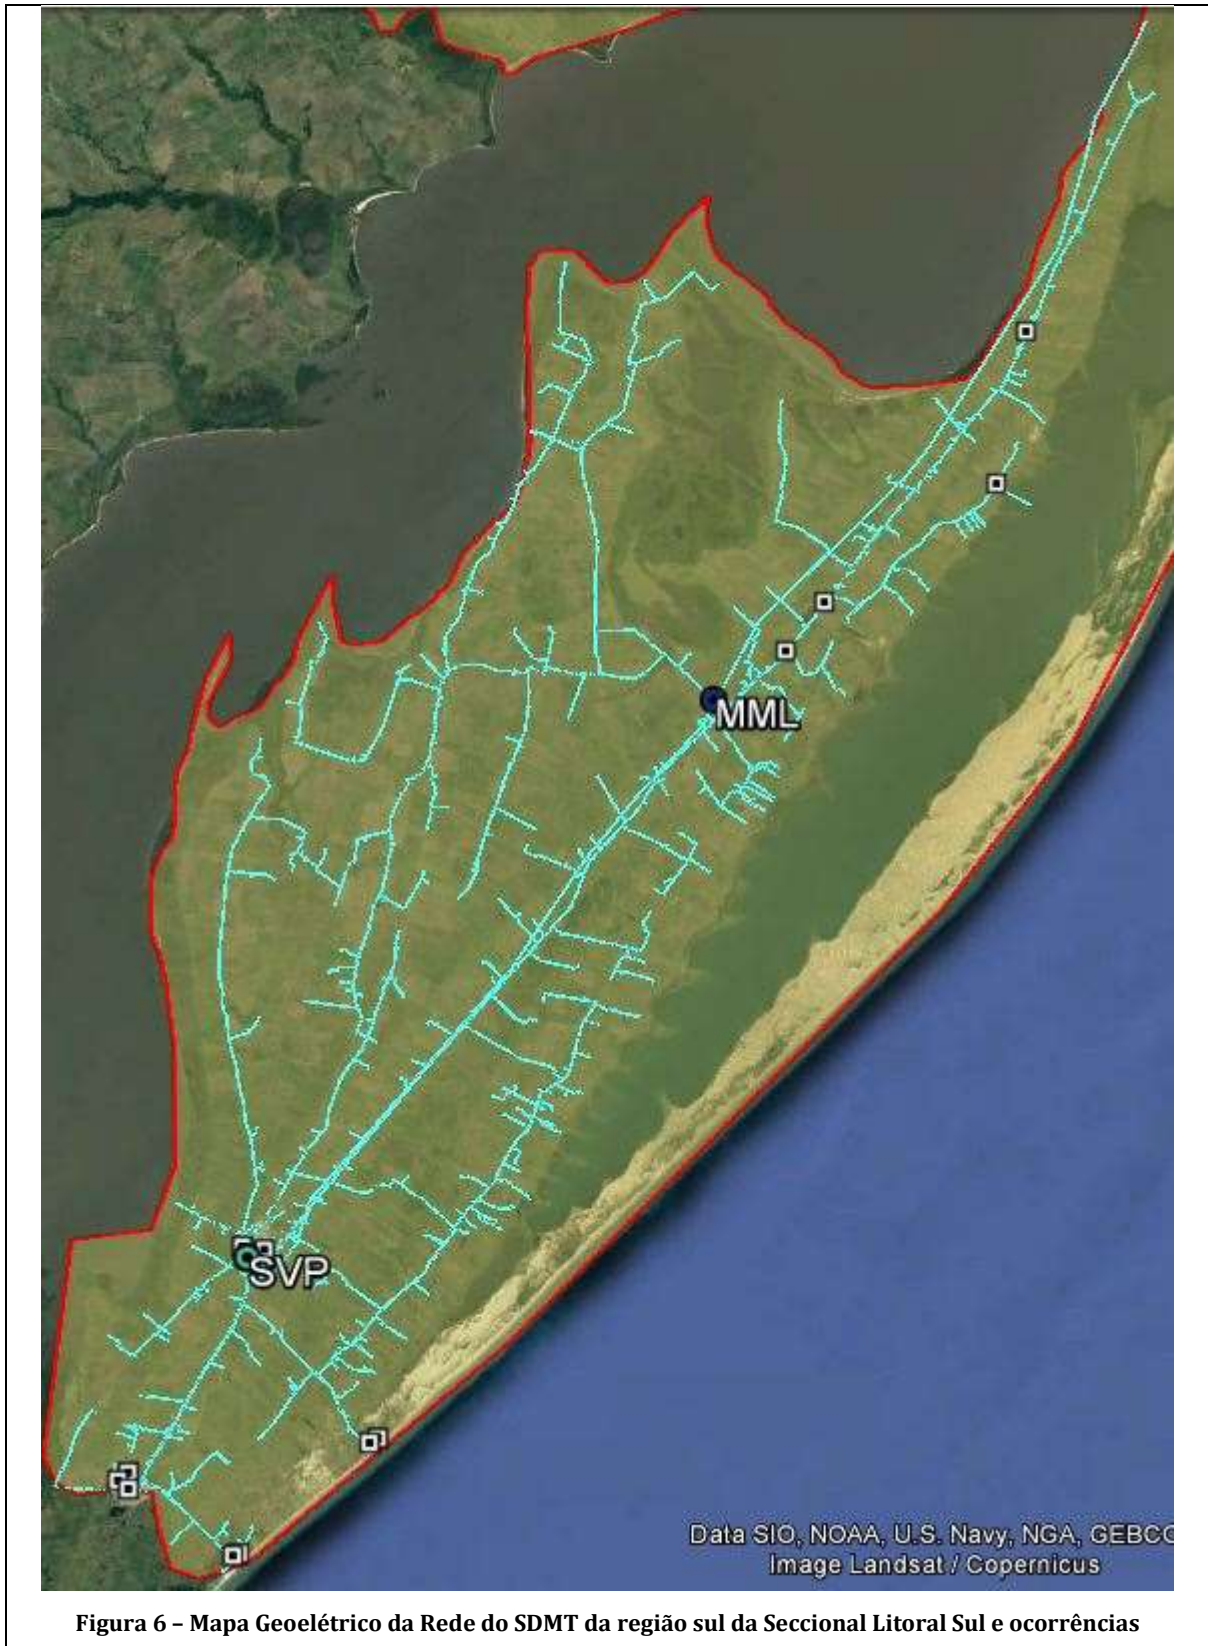 MML
SVP
Data SIO, NOAA, U.S. Navy, NGA, GEBCO
Image Landsat / Copernicus
Figura 6 – Mapa Geoelétrico da Rede do SDMT da região sul da Seccional Litoral Sul e ocorrências